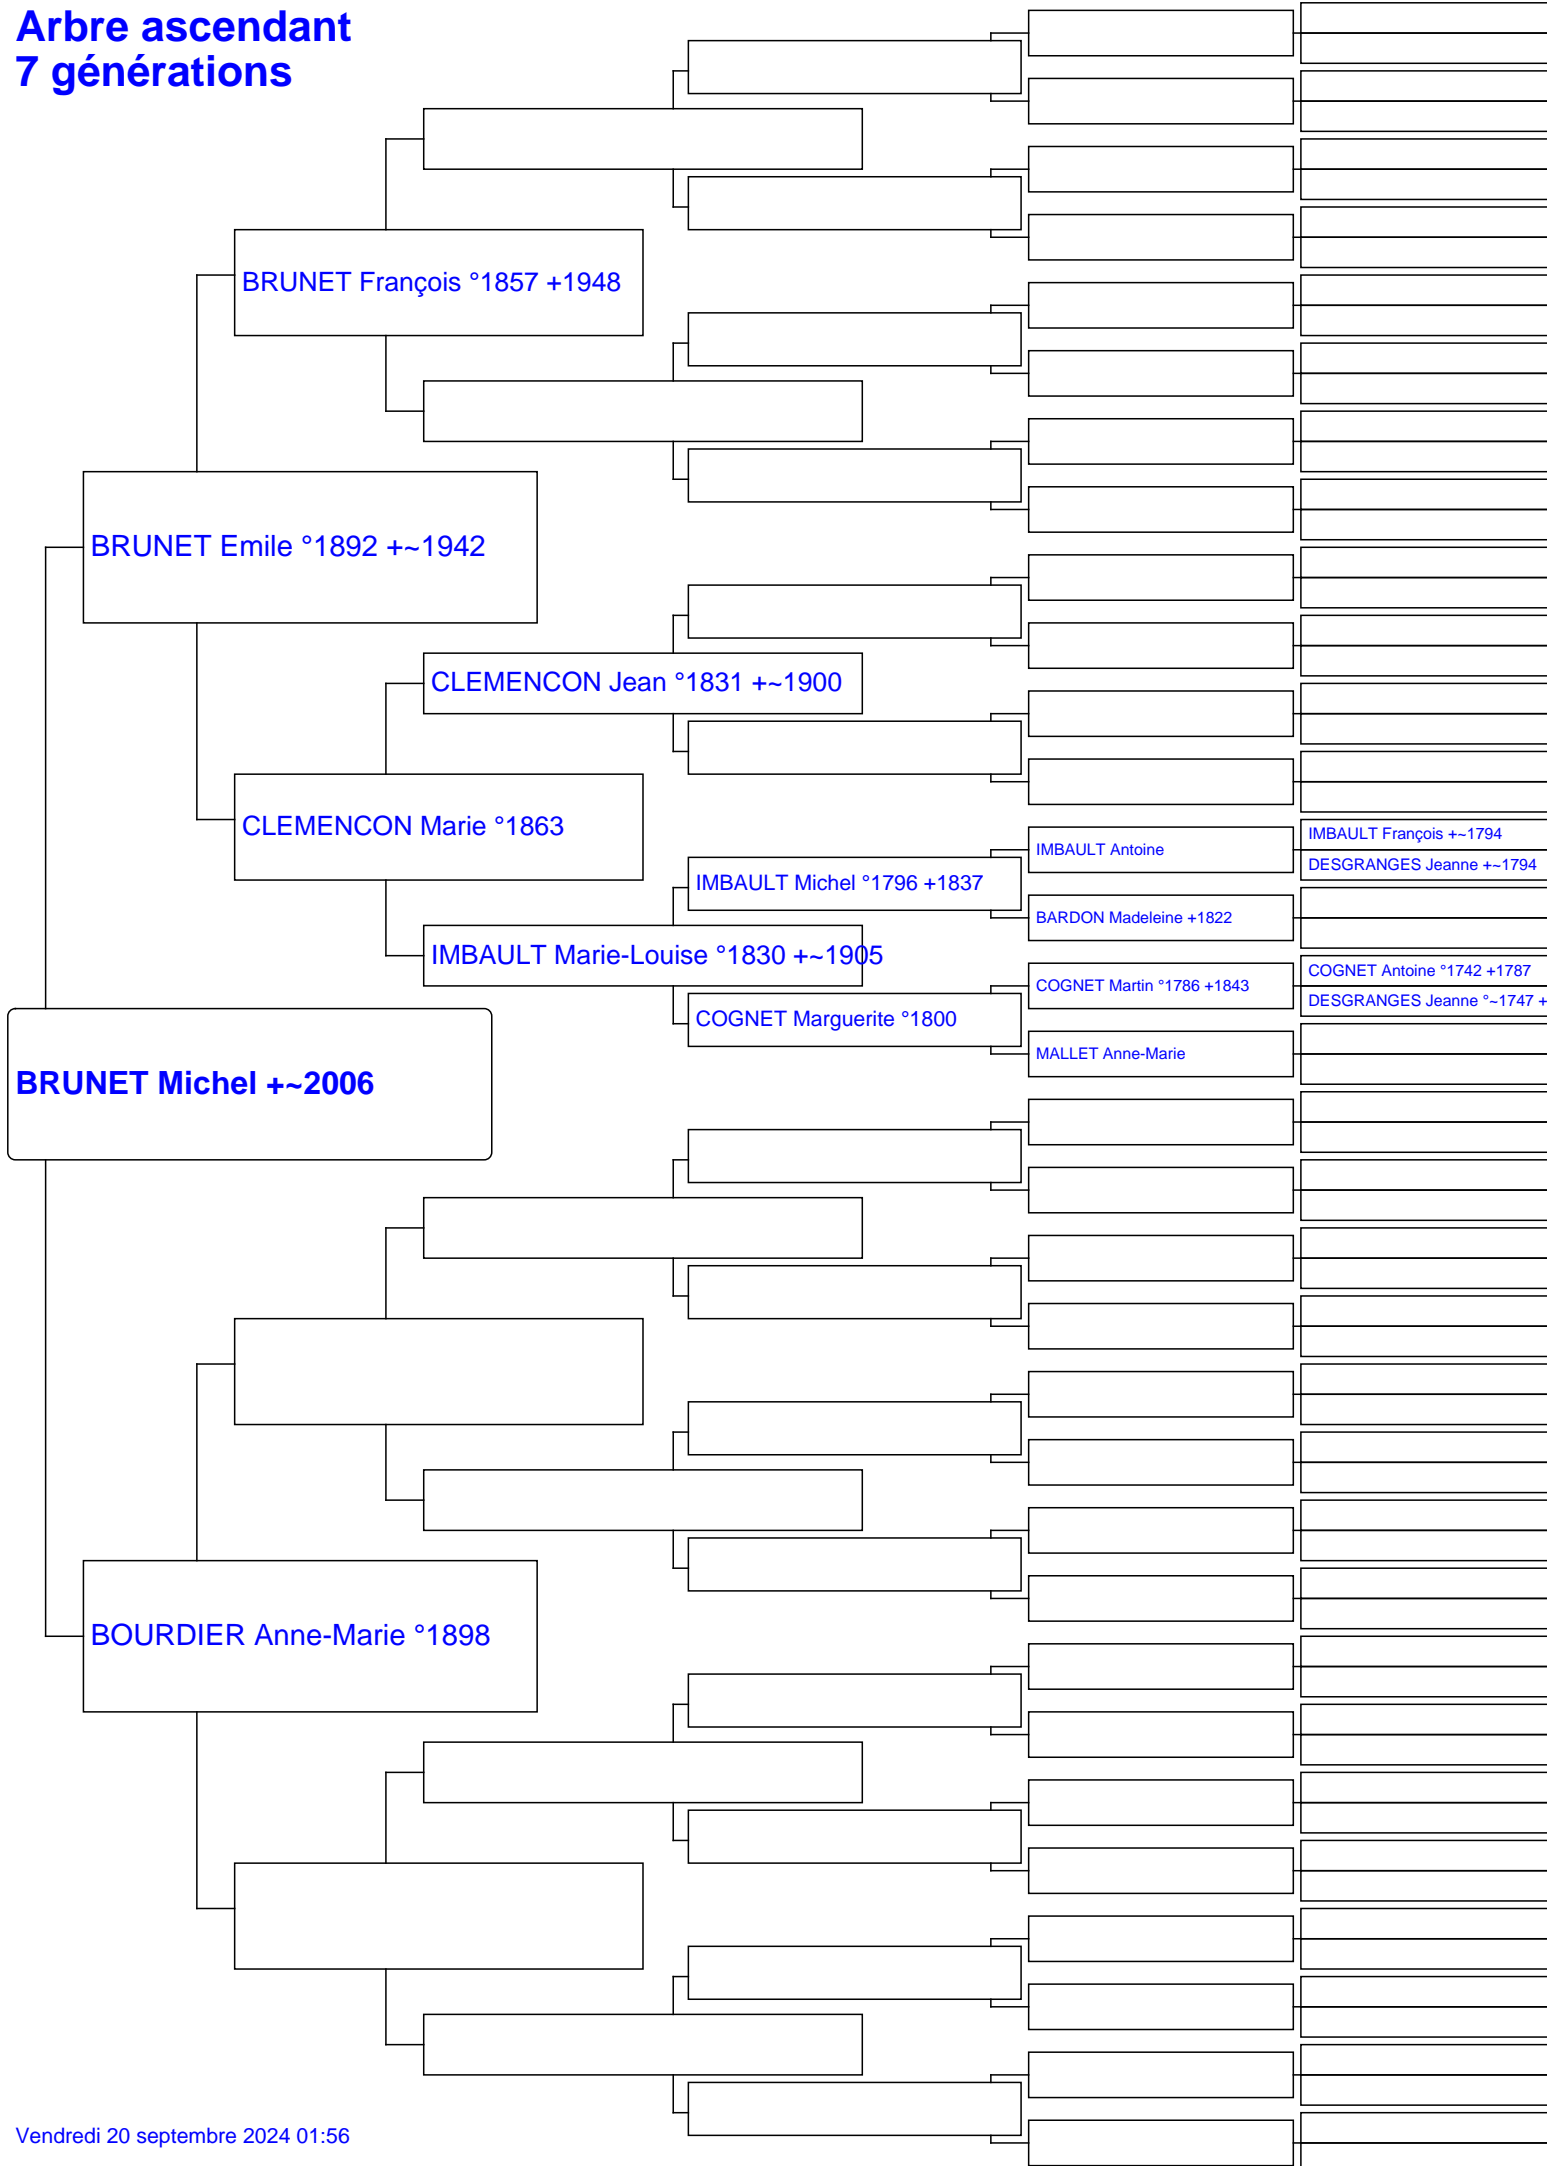 Arbre ascendant
7 générations
BRUNET François °1857 +1948
BRUNET Emile °1892 +~1942
CLEMENCON Jean °1831 +~1900
CLEMENCON Marie °1863
IMBAULT François +~1794
IMBAULT Antoine
DESGRANGES Jeanne +~1794
IMBAULT Michel °1796 +1837
BARDON Madeleine +1822
IMBAULT Marie-Louise °1830 +~1905
COGNET Antoine °1742 +1787
COGNET Martin °1786 +1843
DESGRANGES Jeanne °~1747 +
COGNET Marguerite °1800
MALLET Anne-Marie
BRUNET Michel +~2006
BOURDIER Anne-Marie °1898
Vendredi 20 septembre 2024 01:56